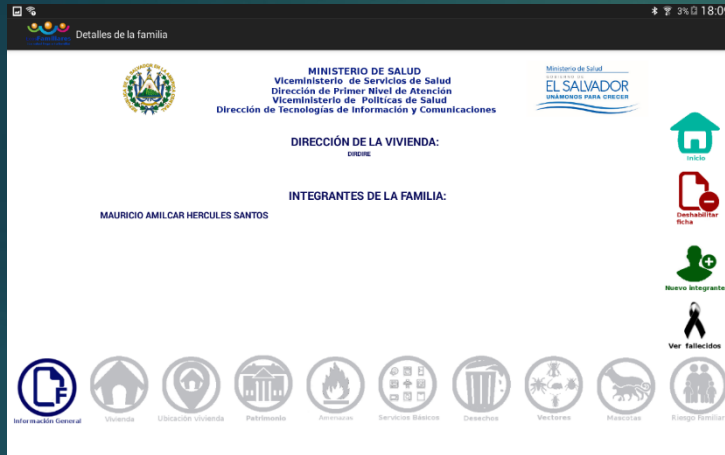 3% 18:09
Detalles de la familia
MINISTERIO DE SALUD
Viceministerio de Servicios de Salud
Dirección de Primer Nivel de Atención
Viceministerio de Políticas de Salud
Dirección de Tecnologías de Información y Comunicaciones
Ministerio de Salud
GOBIERNO DE
EL SALVADOR
UNÁMONOS PARA CRECER
DIRECCIÓN DE LA VIVIENDA:
DIRDIRE
INTEGRANTES DE LA FAMILIA:
MAURICIO AMILCAR HERCULES SANTOS
Inicio
Deshabilitar
ficha
Nuevo integrante
Ver fallecidos
Información General
Vivienda
Ubicación vivienda
Patrimonio
Amenazas
Servicios Básicos
Desechos
Vectores
Mascotas
Riesgo Familiar